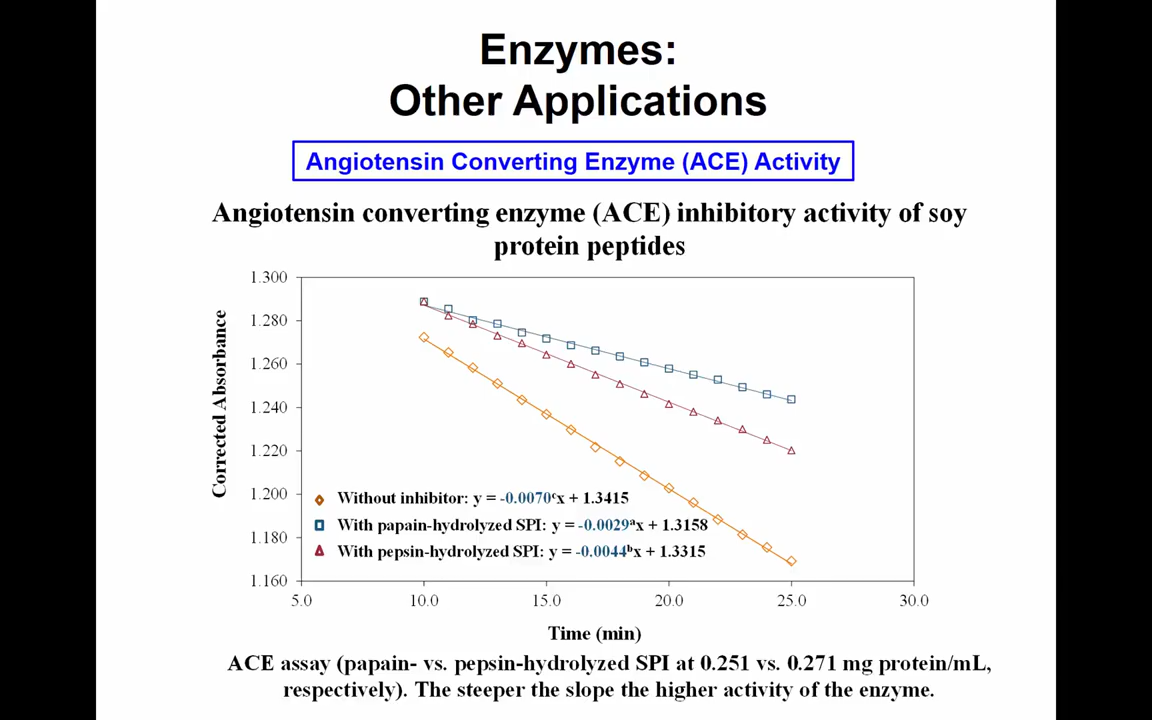 Enzymes:
Other Applications
Angiotensin Converting Enzyme (ACE) Activity
Angiotensin converting enzyme (ACE) inhibitory activity of soy
protein peptides
Corrected Absorbance
1.300
1.280
1.260
1.240
1.220
1.200
1.180
1.160
Without inhibitor: y = -0.0070ᶜx + 1.3415
With papain-hydrolyzed SPI: y = -0.0029ᵃx + 1.3158
With pepsin-hydrolyzed SPI: y = -0.0044ᵇx + 1.3315
5.0 10.0 15.0 20.0 25.0 30.0
Time (min)
ACE assay (papain- vs. pepsin-hydrolyzed SPI at 0.251 vs. 0.271 mg protein/mL,
respectively). The steeper the slope the higher activity of the enzyme.